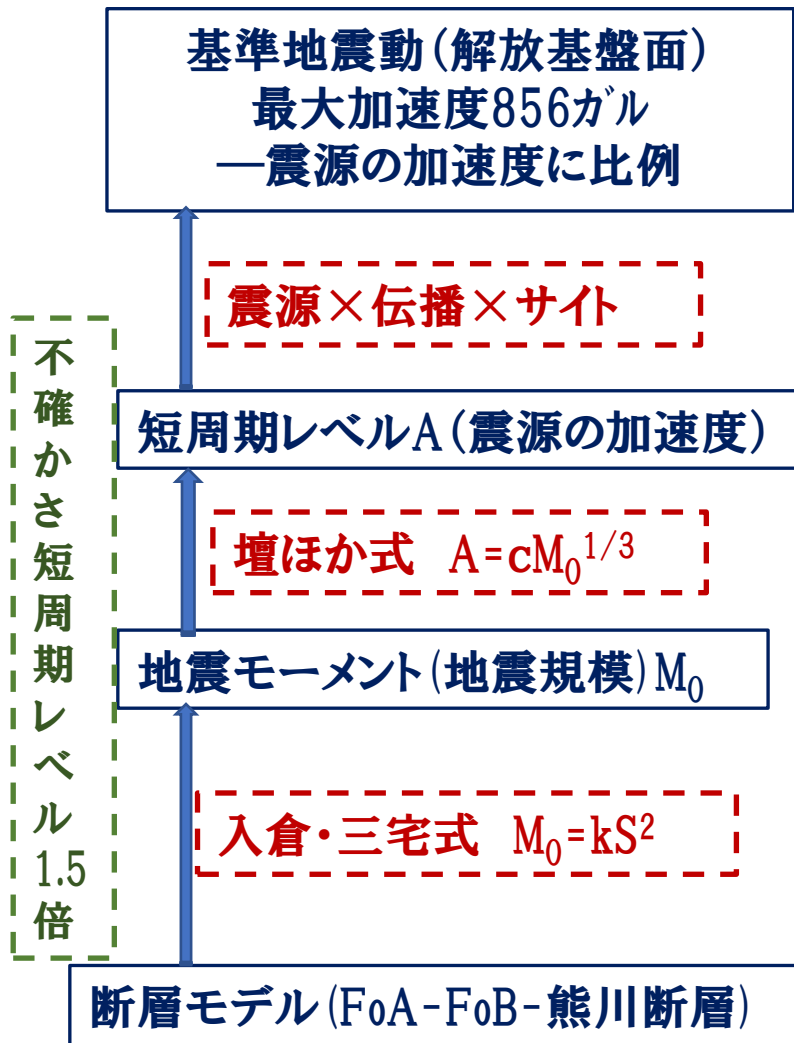 基準地震動(解放基盤面)
最大加速度856ガル
―震源の加速度に比例
震源×伝播×サイト
短周期レベルA(震源の加速度)
壇ほか式 A=cM₀¹ᐟ³
地震モーメント(地震規模)M₀
入倉・三宅式 M₀=kS²
断層モデル(FoA-FoB-熊川断層)
不確かさ短周期レベル1.5倍